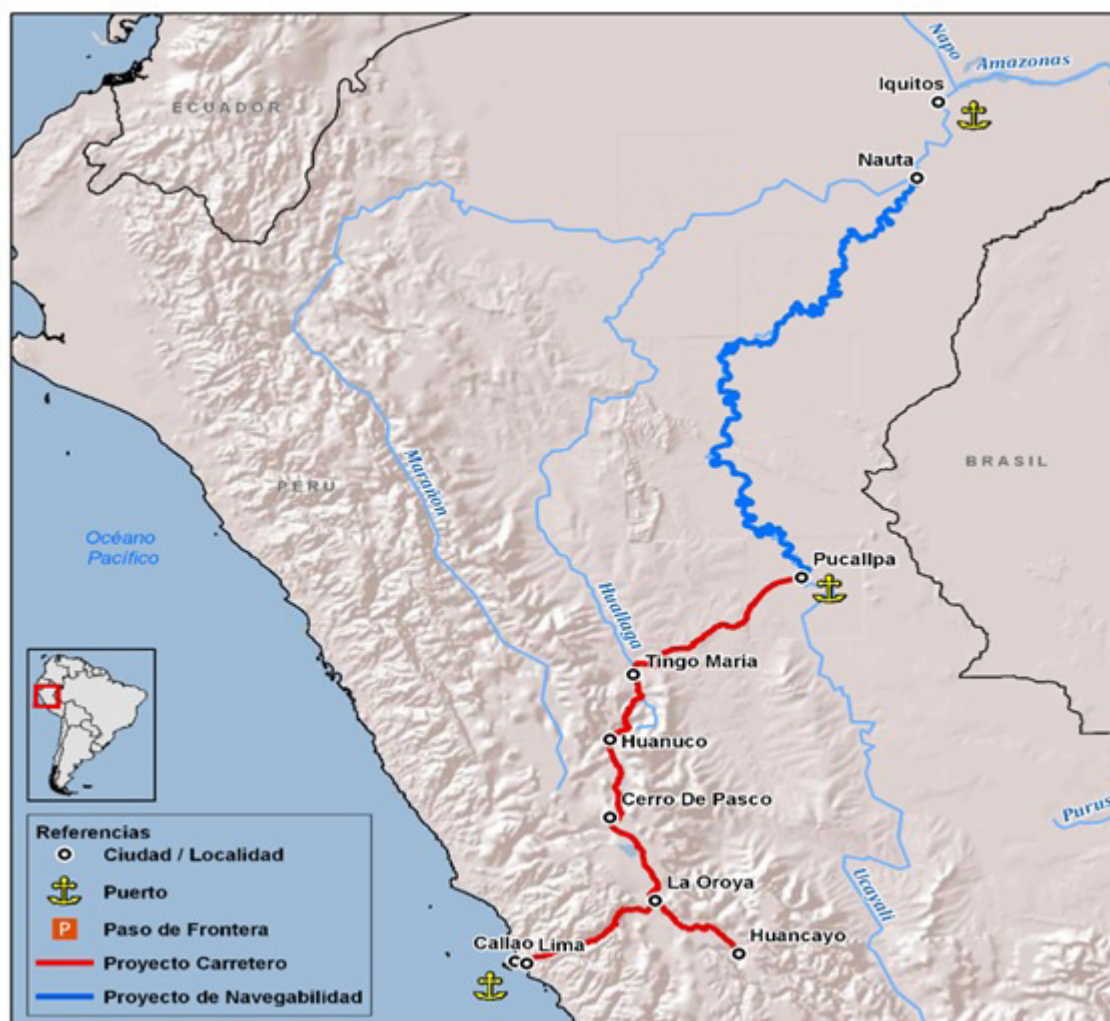 Napo
Amazonas
Iquitos
ECUADOR
Nauta
Marañon
BRASIL
PERU
Océano
Pacífico
Pucallpa
Huallaga
Tingo Maria
Huanuco
Cerro De Pasco
Purus
La Oroya
Ucayali
Huancayo
Callao
Lima
Referencias
Ciudad / Localidad
Puerto
P
Paso de Frontera
Proyecto Carretero
Proyecto de Navegabilidad